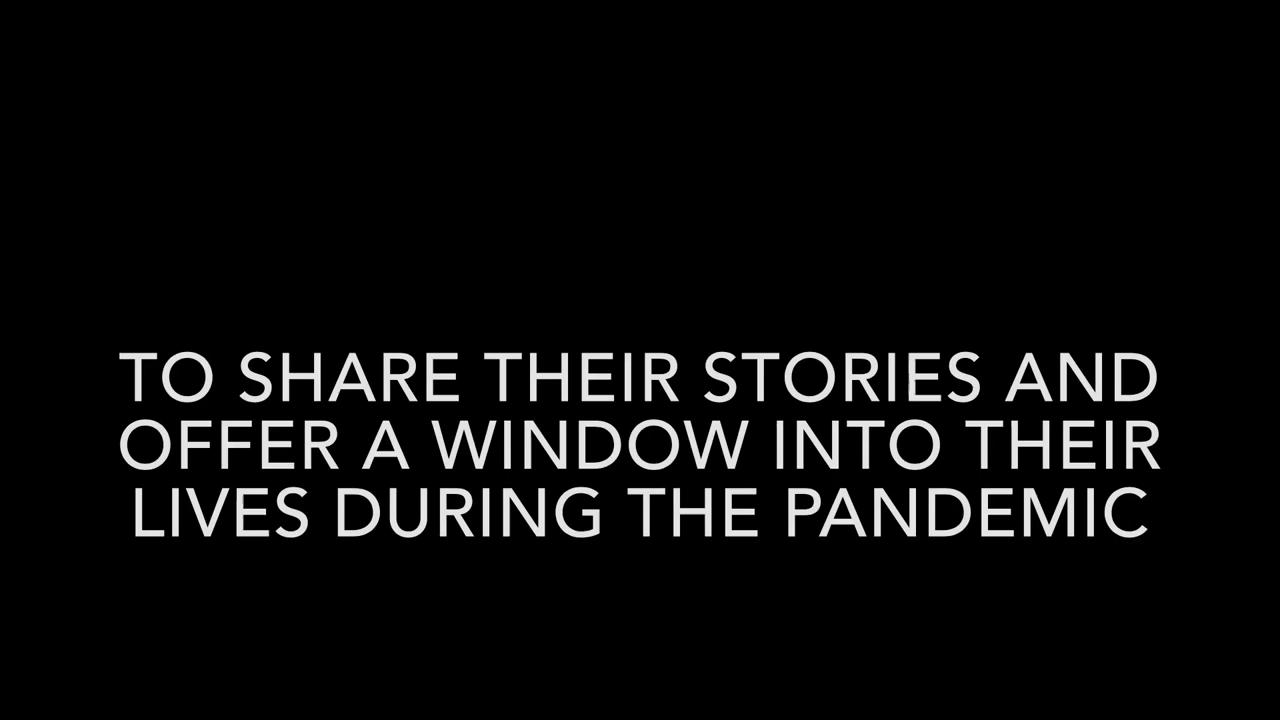 TO SHARE THEIR STORIES AND
OFFER A WINDOW INTO THEIR
LIVES DURING THE PANDEMIC